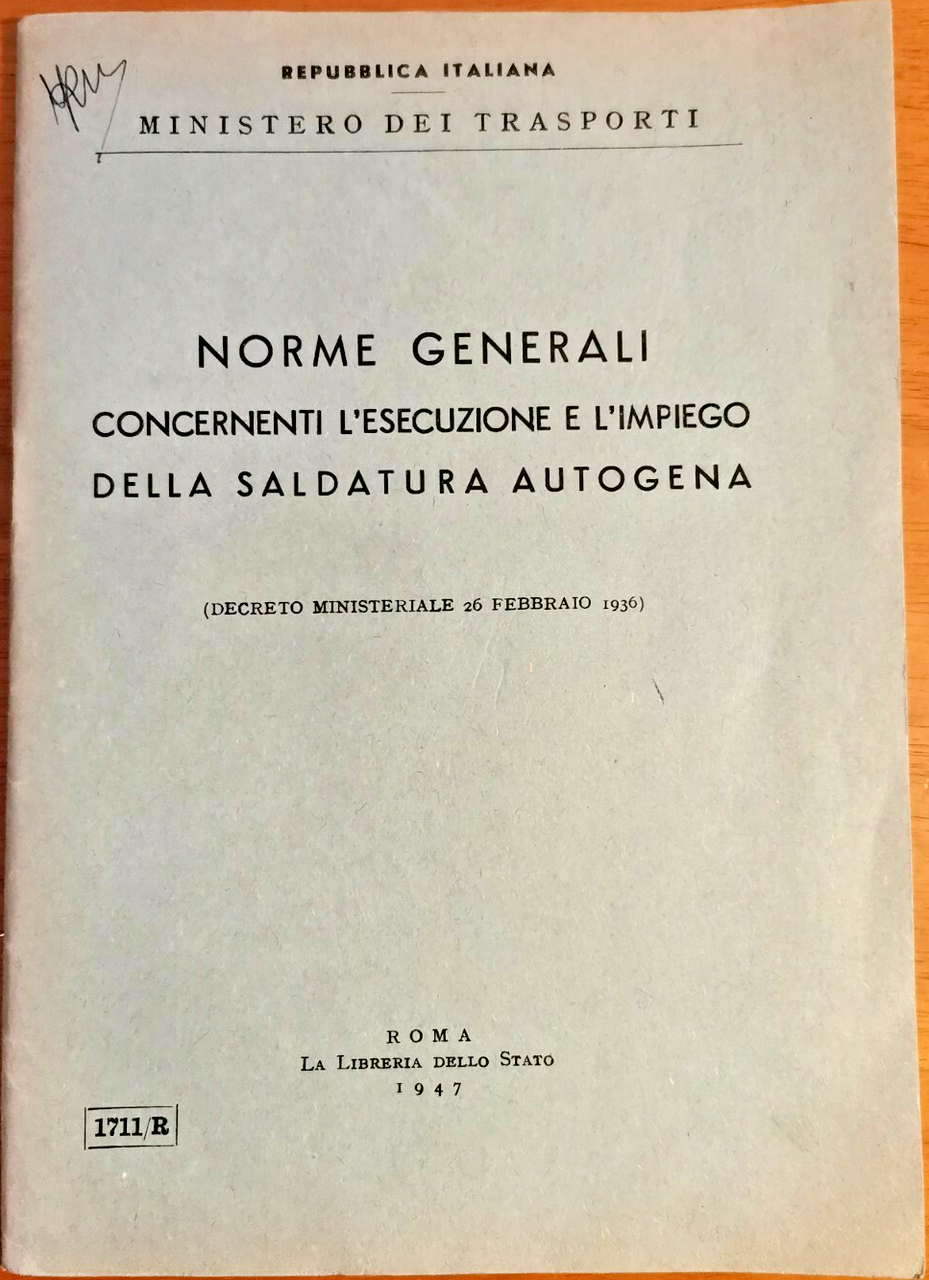 REPUBBLICA ITALIANA
MINISTERO DEI TRASPORTI
NORME GENERALI
CONCERNENTI L'ESECUZIONE E L'IMPIEGO
DELLA SALDATURA AUTOGENA
(DECRETO MINISTERIALE 26 FEBBRAIO 1936)
ROMA
LA LIBRERIA DELLO STATO
1947
1711/R